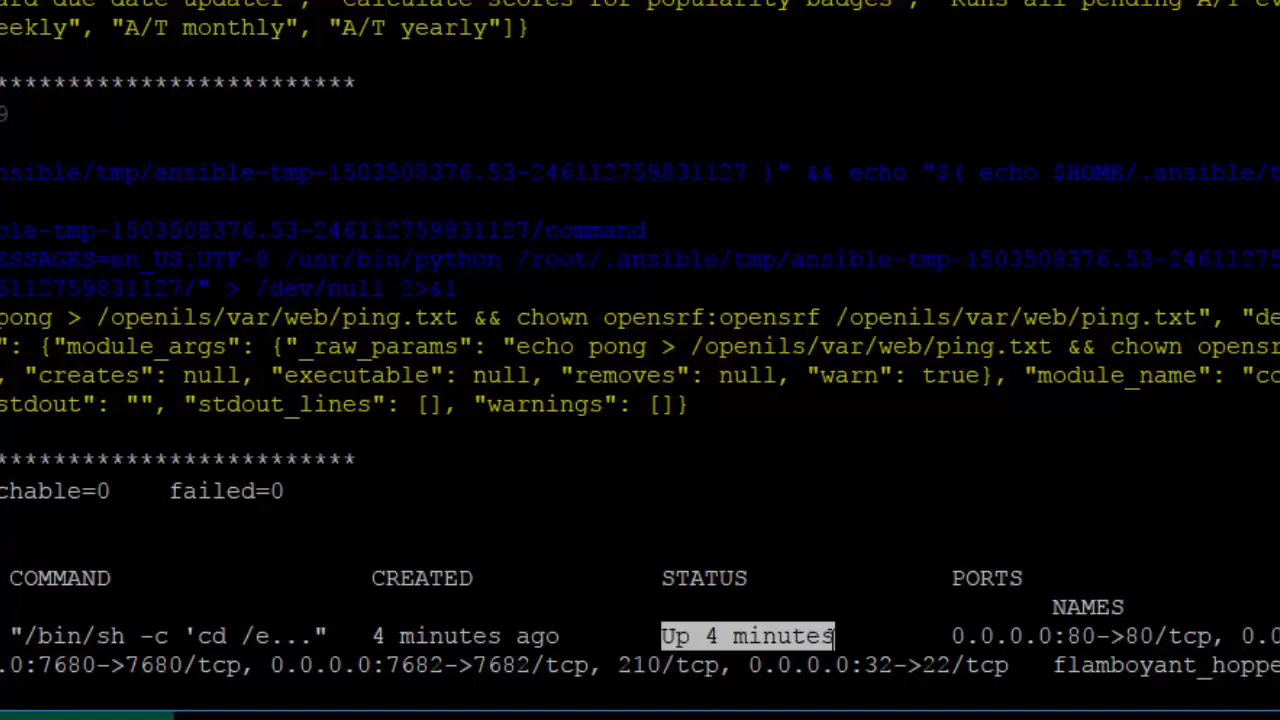 ard due date updater", "Calculate scores for popularity badges", "Runs all pending A/T ev
eekly", "A/T monthly", "A/T yearly"]}
*************************
9
nsible/tmp/ansible-tmp-1503508376.53-246112759831127 )" && echo "$( echo $HOME/.ansible/t
ble-tmp-1503508376.53-246112759831127/command
ESSAGES=en_US.UTF-8 /usr/bin/python /root/.ansible/tmp/ansible-tmp-1503508376.53-24611275
6112759831127/" > /dev/null 2>&1
pong > /openils/var/web/ping.txt && chown opensrf:opensrf /openils/var/web/ping.txt", "de
": {"module_args": {"_raw_params": "echo pong > /openils/var/web/ping.txt && chown opensr
, "creates": null, "executable": null, "removes": null, "warn": true}, "module_name": "co
stdout": "", "stdout_lines": [], "warnings": []}
*************************
chable=0 failed=0
COMMAND CREATED STATUS PORTS
NAMES
"/bin/sh -c 'cd /e..." 4 minutes ago Up 4 minutes 0.0.0.0:80->80/tcp, 0.0
.0:7680->7680/tcp, 0.0.0.0:7682->7682/tcp, 210/tcp, 0.0.0.0:32->22/tcp flamboyant_hoppe